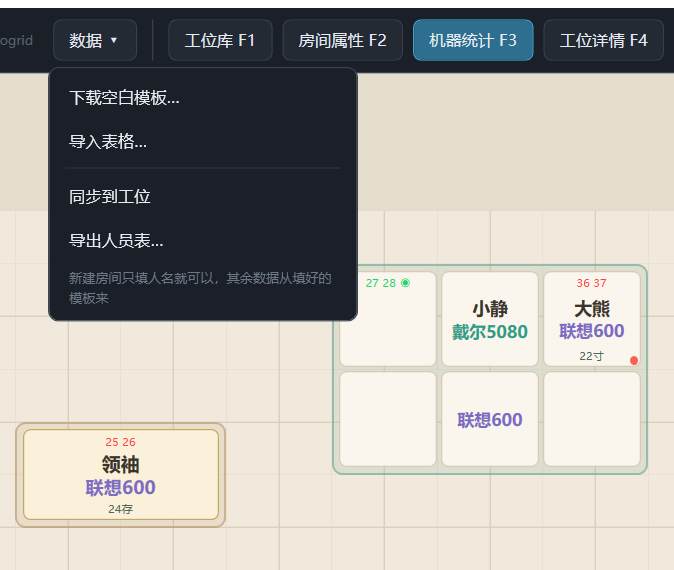 ogrid
数据 ▾
工位库 F1
房间属性 F2
机器统计 F3
工位详情 F4
下载空白模板...
导入表格...
同步到工位
导出人员表...
新建房间只填人名就可以，其余数据从填好的
模板来
27 28
小静
戴尔5080
36 37
大熊
联想600
22寸
联想600
25 26
领袖
联想600
24存